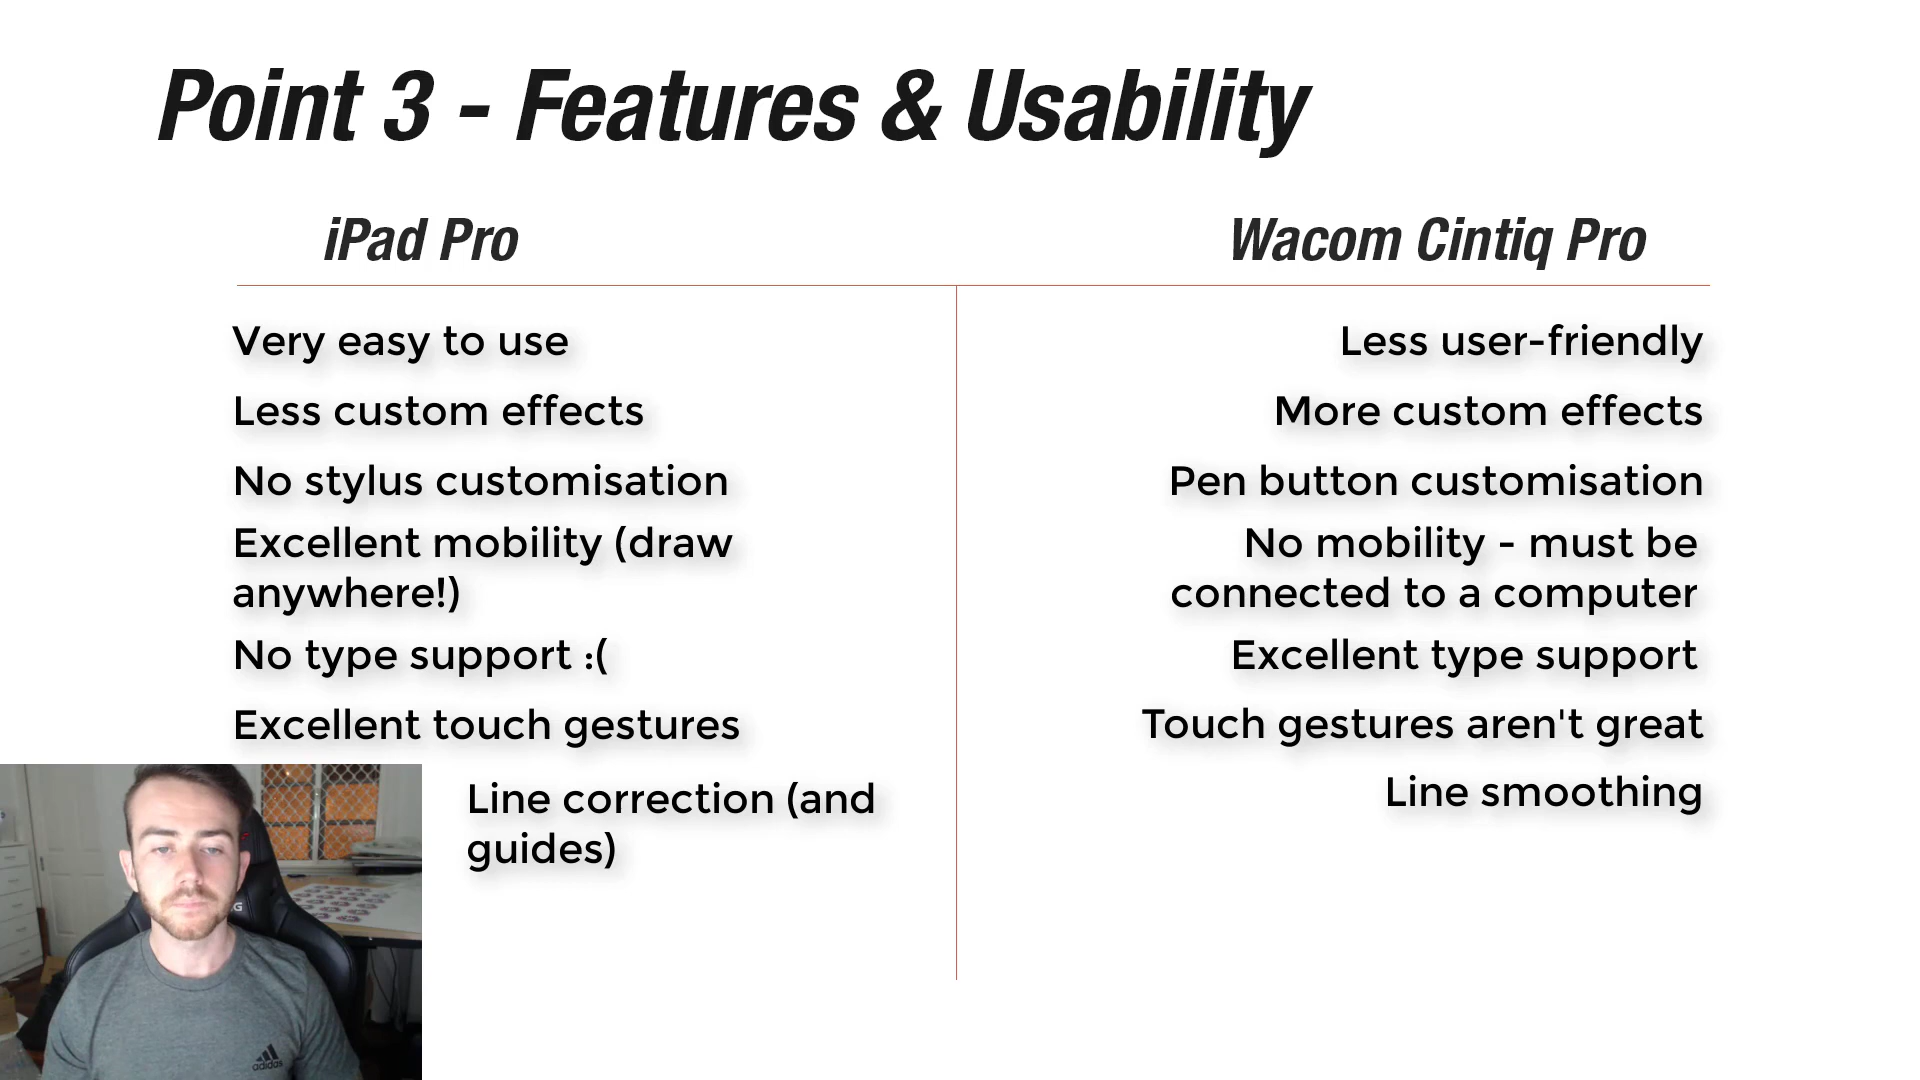 Point 3 - Features & Usability
iPad Pro
Wacom Cintiq Pro
Very easy to use
Less custom effects
No stylus customisation
Excellent mobility (draw
anywhere!)
No type support :(
Excellent touch gestures
Line correction (and
guides)
Less user-friendly
More custom effects
Pen button customisation
No mobility - must be
connected to a computer
Excellent type support
Touch gestures aren't great
Line smoothing
adidas